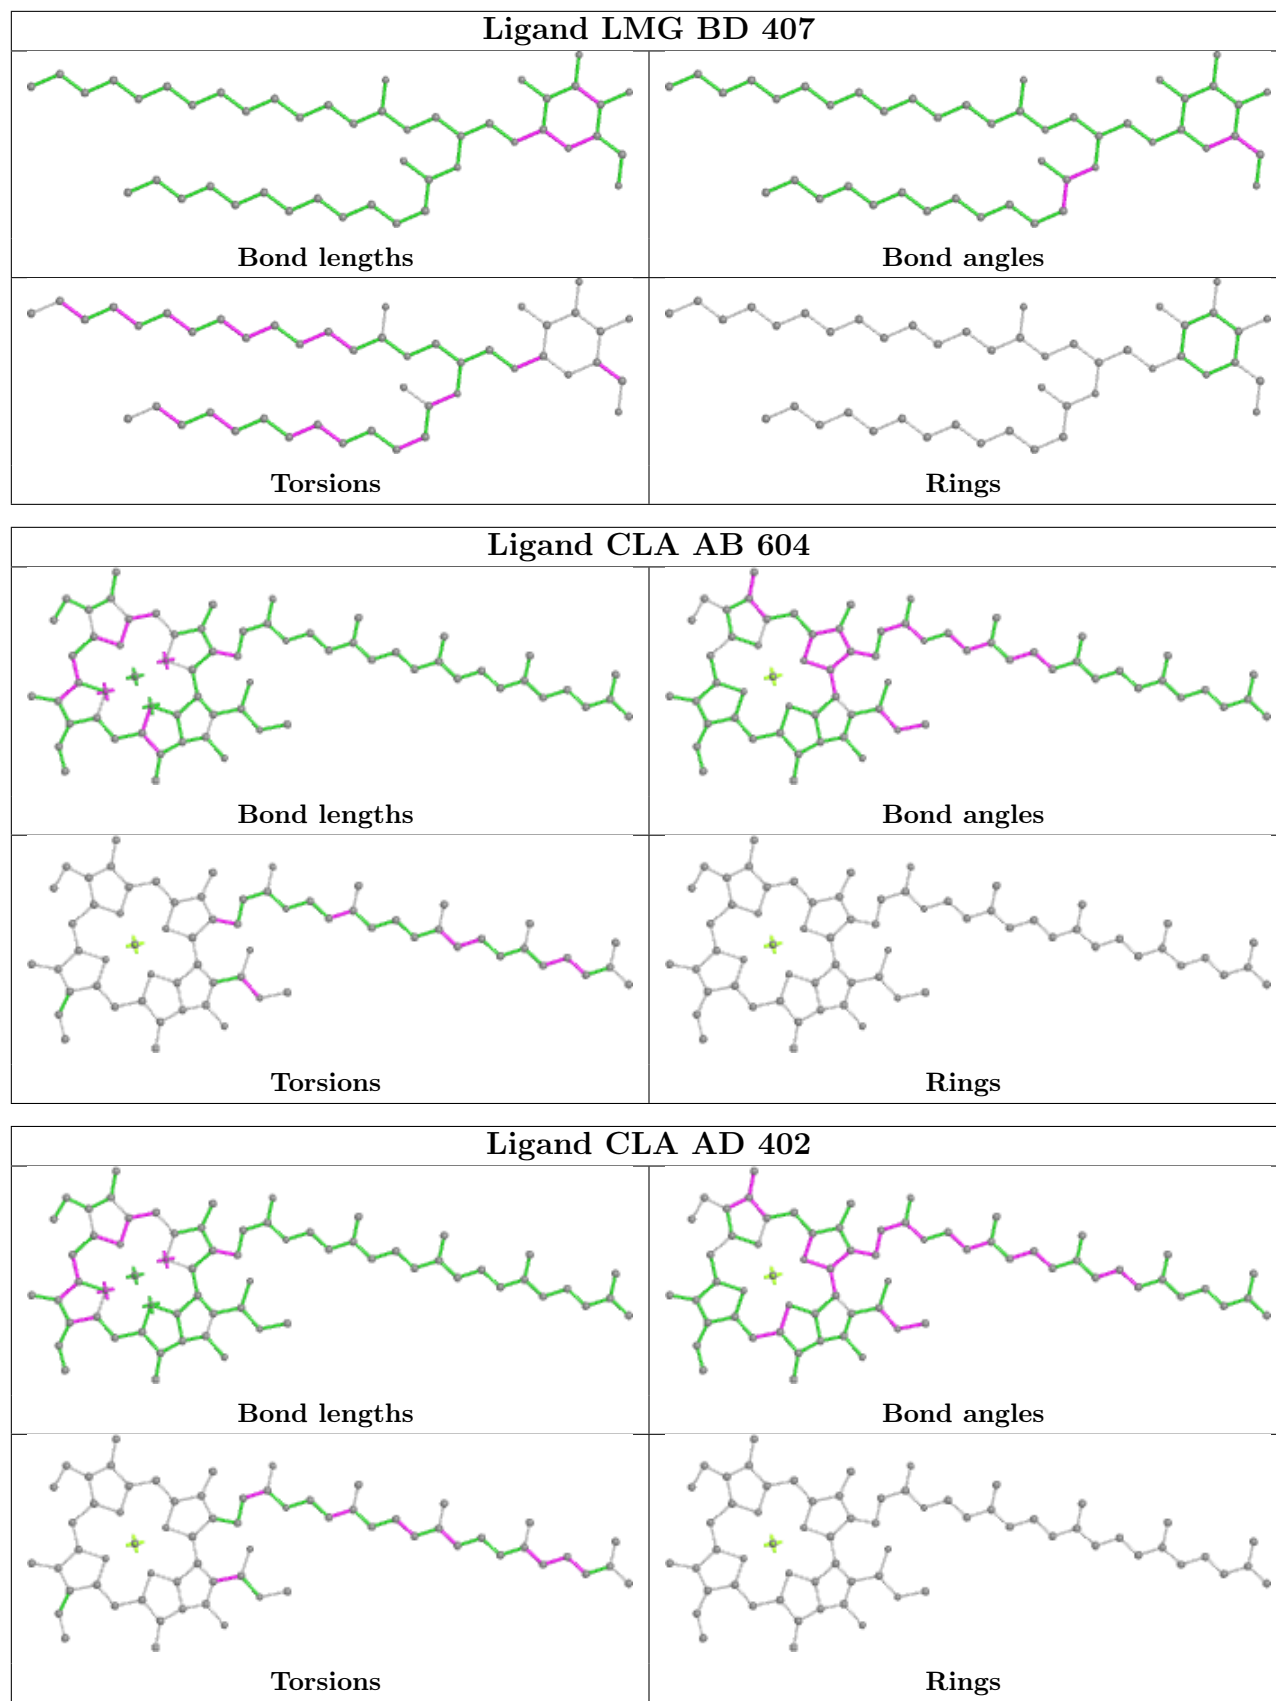 Ligand LMG BD 407
Bond lengths
Bond angles
Torsions
Rings
Ligand CLA AB 604
Bond lengths
Bond angles
Torsions
Rings
Ligand CLA AD 402
Bond lengths
Bond angles
Torsions
Rings